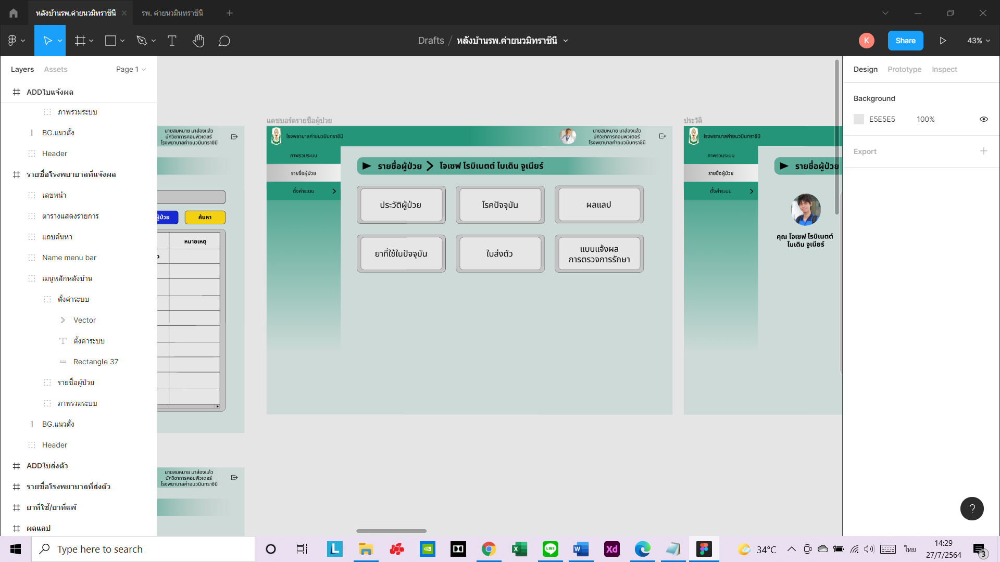 หลังบ้านรพ.ค่ายนวมิทราชินี
รพ. ค่ายนวมินทราชินี
Drafts / หลังบ้านรพ.ค่ายนวมิทราชินี
K
Share
43%
Layers
Assets
Page 1
ADDใบแจ้งผล
ภาพรวมระบบ
BG.แนวตั้ง
Header
รายชื่อโรงพยาบาลที่แจ้งผล
เลขหน้า
ตารางแสดงรายการ
แถบค้นหา
Name menu bar
เมนูหลักหลังบ้าน
ตั้งค่าระบบ
Vector
ตั้งค่าระบบ
Rectangle 37
รายชื่อผู้ป่วย
ภาพรวมระบบ
BG.แนวตั้ง
Header
ADDใบส่งตัว
รายชื่อโรงพยาบาลที่ส่งตัว
ยาที่ใช้/ยาที่แพ้
ผลแลป
นายสมหมาย มาส่องแล้ว
นักวิชาการคอมพิวเตอร์
โรงพยาบาลค่ายนวมินทราชินี
ค้นหา
หมายเหตุ
นายสมหมาย มาส่องแล้ว
นักวิชาการคอมพิวเตอร์
โรงพยาบาลค่ายนวมินทราชินี
แดชบอร์ดรายชื่อผู้ป่วย
โรงพยาบาลค่ายนวมินทราชินี
นายสมหมาย มาส่องแล้ว
นักวิชาการคอมพิวเตอร์
โรงพยาบาลค่ายนวมินทราชินี
ภาพรวมระบบ
รายชื่อผู้ป่วย
ตั้งค่าระบบ
รายชื่อผู้ป่วย
โจเซฟ โรบิเนตต์ ไบเดิน จูเนียร์
ประวัติผู้ป่วย
โรคปัจจุบัน
ผลแลป
ยาที่ใช้ในปัจจุบัน
ใบส่งตัว
แบบแจ้งผล
การตรวจการรักษา
ประวัติ
โรงพยาบาลค่ายนวมินทราชินี
ภาพรวมระบบ
รายชื่อผู้ป่วย
ตั้งค่าระบบ
รายชื่อผู้ป่วย
คุณ โจเซฟ โรบิเนตต์
ไบเดิน จูเนียร์
Design
Prototype
Inspect
Background
E5E5E5
100%
Export
?
Type here to search
34°C
ไทย
14:29
27/7/2564
3